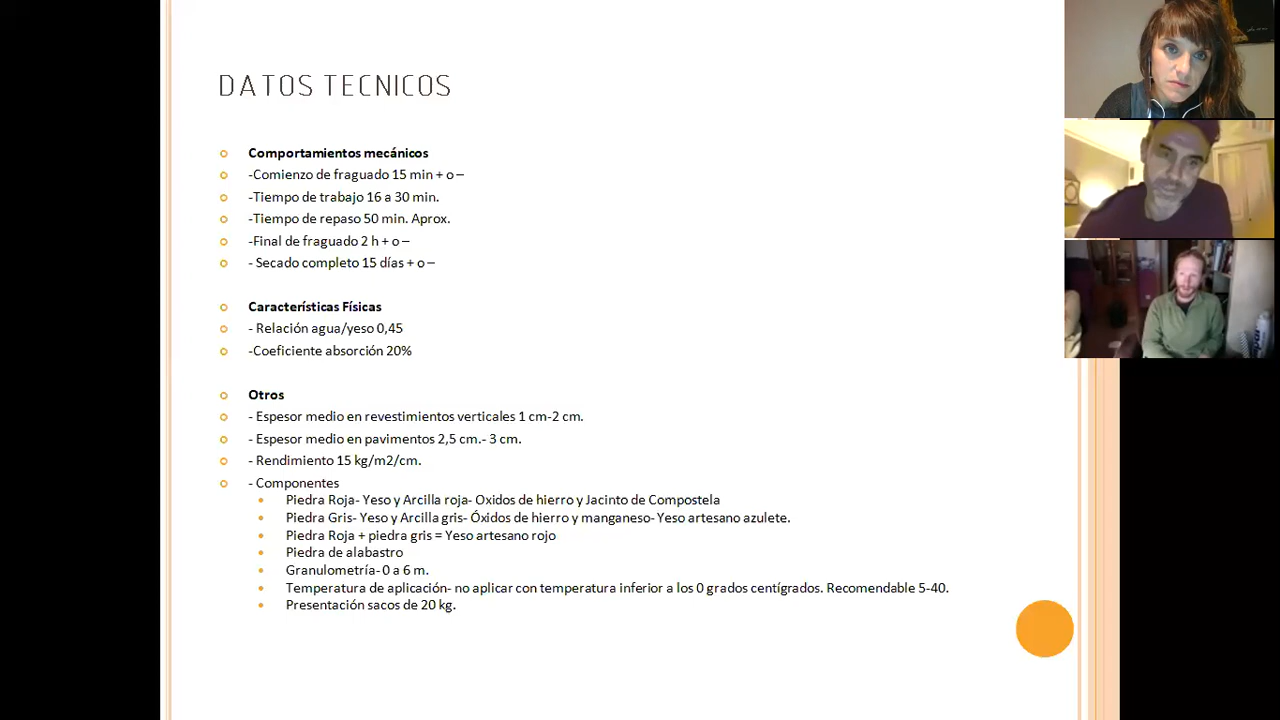 DATOS TECNICOS
Comportamientos mecánicos
-Comienzo de fraguado 15 min + o –
-Tiempo de trabajo 16 a 30 min.
-Tiempo de repaso 50 min. Aprox.
-Final de fraguado 2 h + o –
- Secado completo 15 días + o –
Características Físicas
- Relación agua/yeso 0,45
-Coeficiente absorción 20%
Otros
- Espesor medio en revestimientos verticales 1 cm-2 cm.
- Espesor medio en pavimentos 2,5 cm.- 3 cm.
- Rendimiento 15 kg/m2/cm.
- Componentes
Piedra Roja- Yeso y Arcilla roja- Oxidos de hierro y Jacinto de Compostela
Piedra Gris- Yeso y Arcilla gris- Óxidos de hierro y manganeso- Yeso artesano azulete.
Piedra Roja + piedra gris = Yeso artesano rojo
Piedra de alabastro
Granulometría- 0 a 6 m.
Temperatura de aplicación- no aplicar con temperatura inferior a los 0 grados centígrados. Recomendable 5-40.
Presentación sacos de 20 kg.